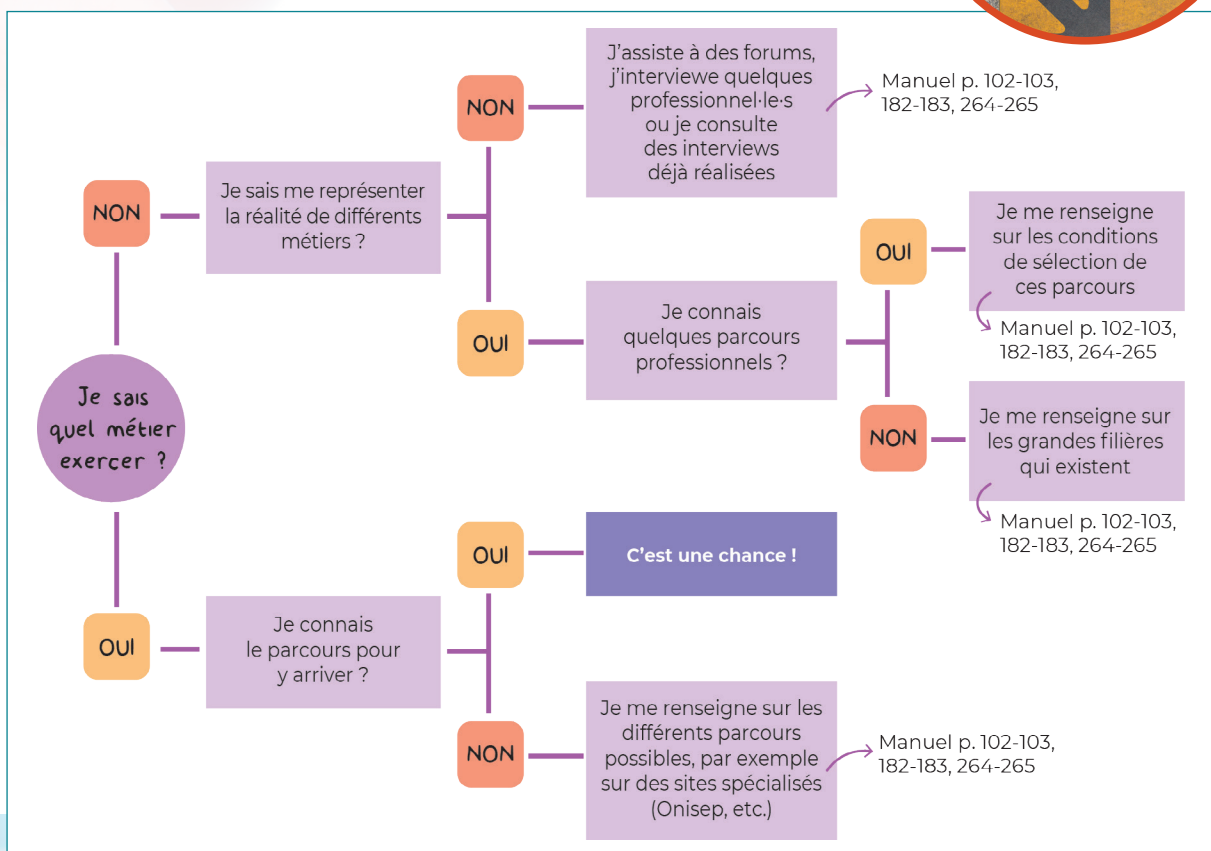 J'assiste à des forums,
j'interviewe quelques
professionnel·le·s
ou je consulte
des interviews
déjà réalisées
Manuel p. 102-103,
182-183, 264-265
NON
NON
Je sais me représenter
la réalité de différents
métiers ?
OUI
Je connais
quelques parcours
professionnels ?
OUI
Je me renseigne
sur les conditions
de sélection de
ces parcours
Manuel p. 102-103,
182-183, 264-265
NON
Je me renseigne sur
les grandes filières
qui existent
Manuel p. 102-103,
182-183, 264-265
Je sais
quel métier
exercer ?
OUI
Je connais
le parcours pour
y arriver ?
OUI
C'est une chance !
NON
Je me renseigne sur les
différents parcours
possibles, par exemple
sur des sites spécialisés
(Onisep, etc.)
Manuel p. 102-103,
182-183, 264-265